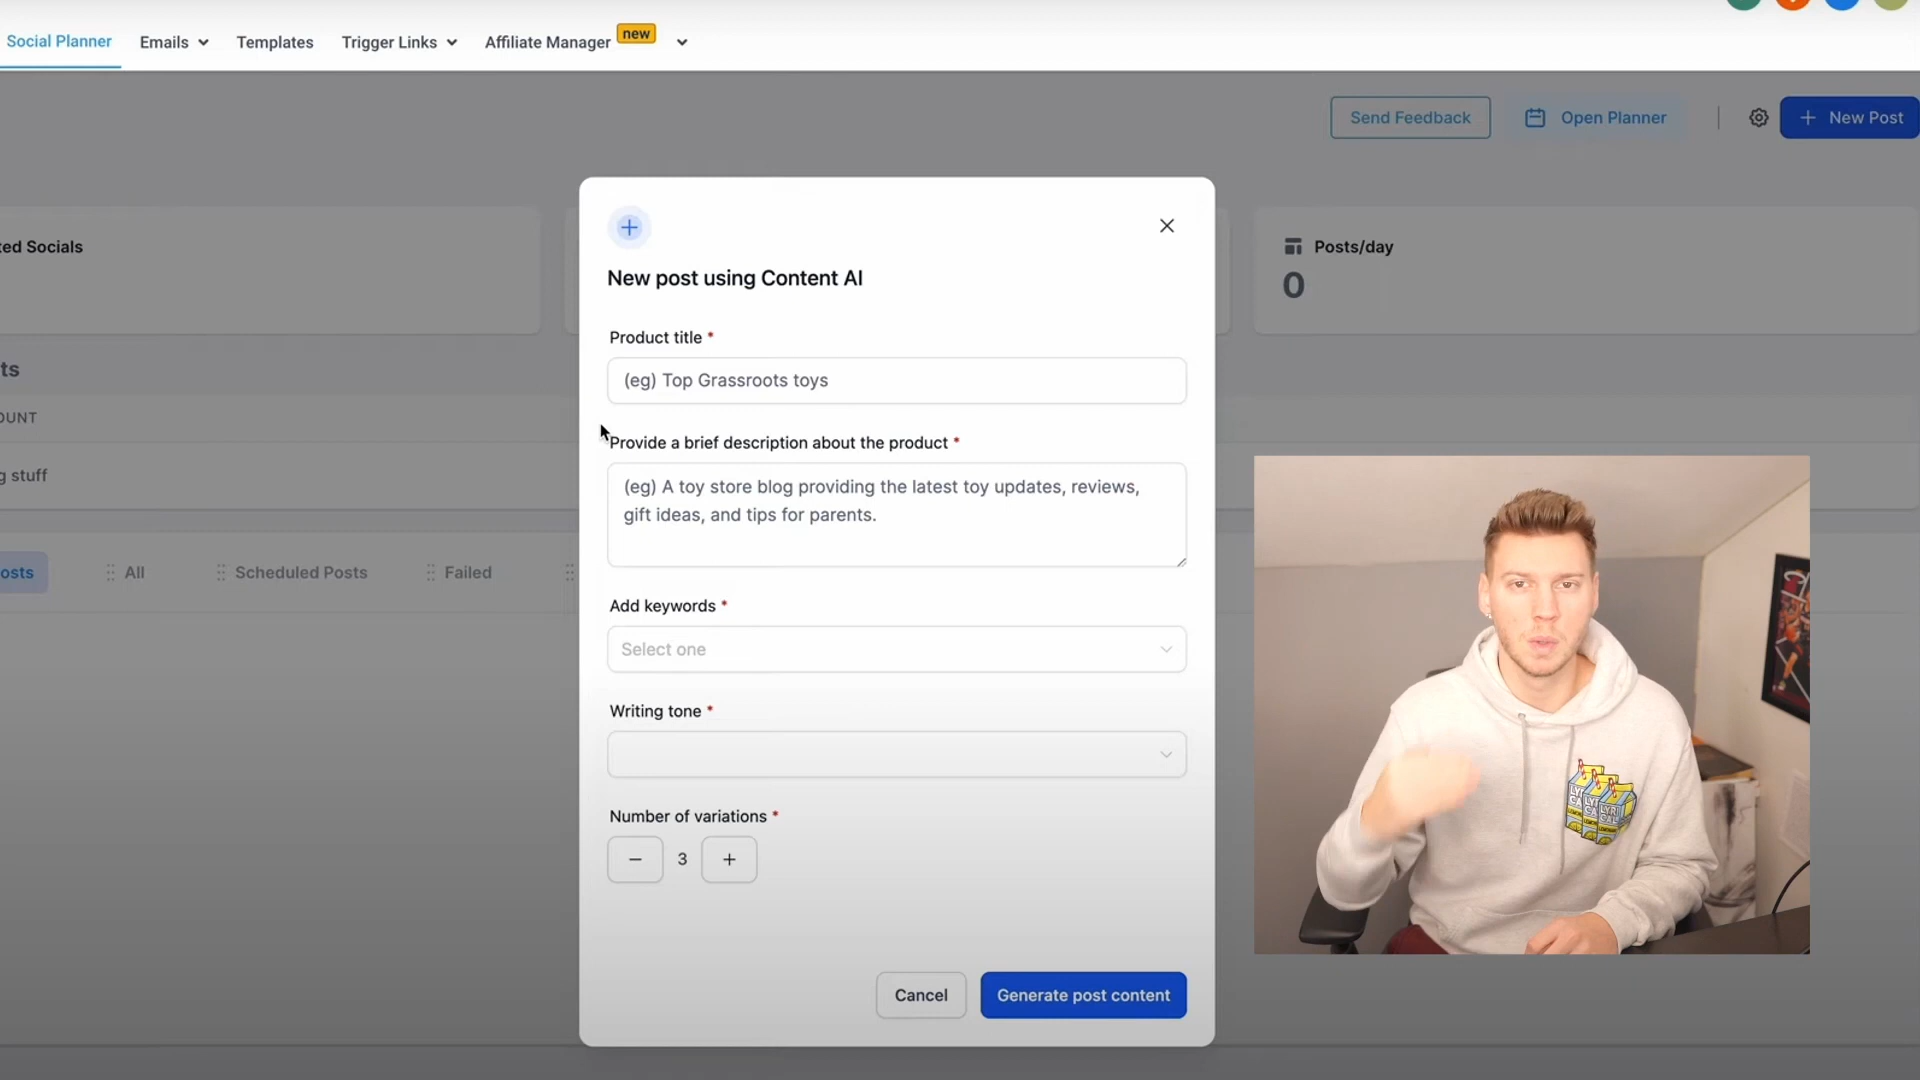 Social Planner
Emails
Templates
Trigger Links
Affiliate Manager
new
Send Feedback
Open Planner
+ New Post
ted Socials
Posts/day
0
ts
OUNT
g stuff
osts
All
Scheduled Posts
Failed
New post using Content AI
Product title *
(eg) Top Grassroots toys
Provide a brief description about the product *
(eg) A toy store blog providing the latest toy updates, reviews,
gift ideas, and tips for parents.
Add keywords *
Select one
Writing tone *
Number of variations *
− 3 +
Cancel
Generate post content